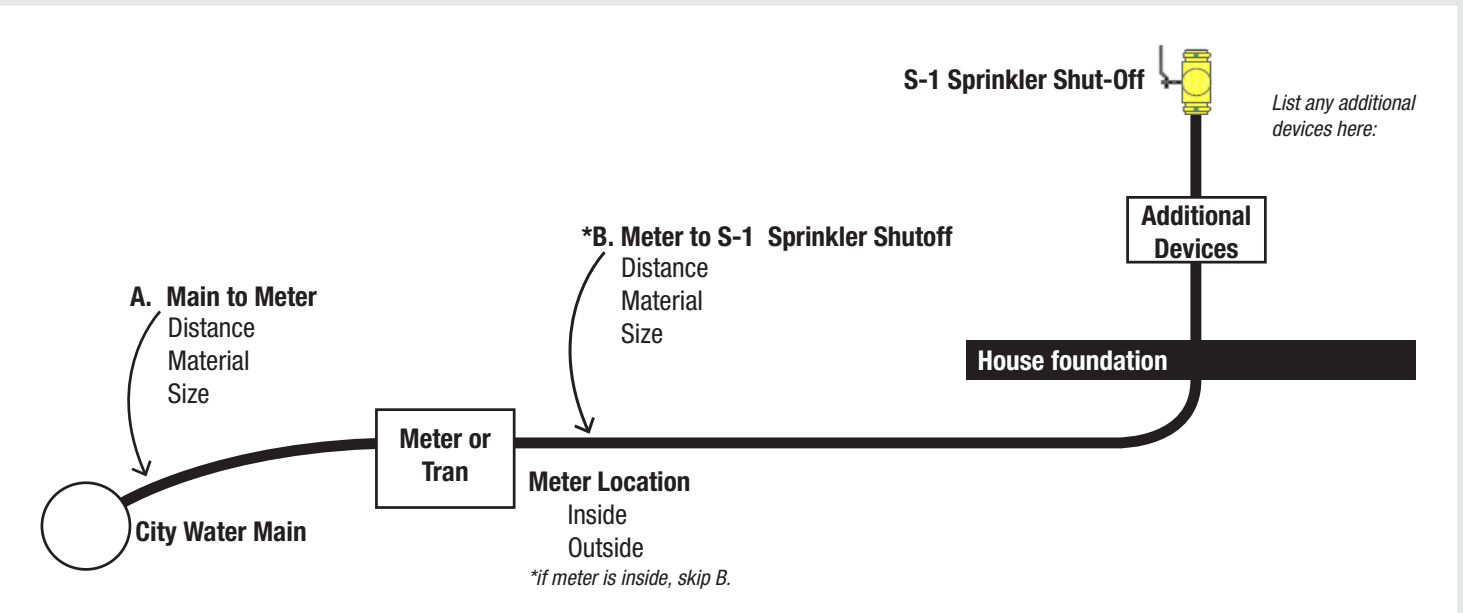 S-1 Sprinkler Shut-Off
List any additional
devices here:
Additional
Devices
*B. Meter to S-1 Sprinkler Shutoff
Distance
Material
Size
A. Main to Meter
Distance
Material
Size
House foundation
Meter or
Tran
Meter Location
Inside
Outside
*if meter is inside, skip B.
City Water Main